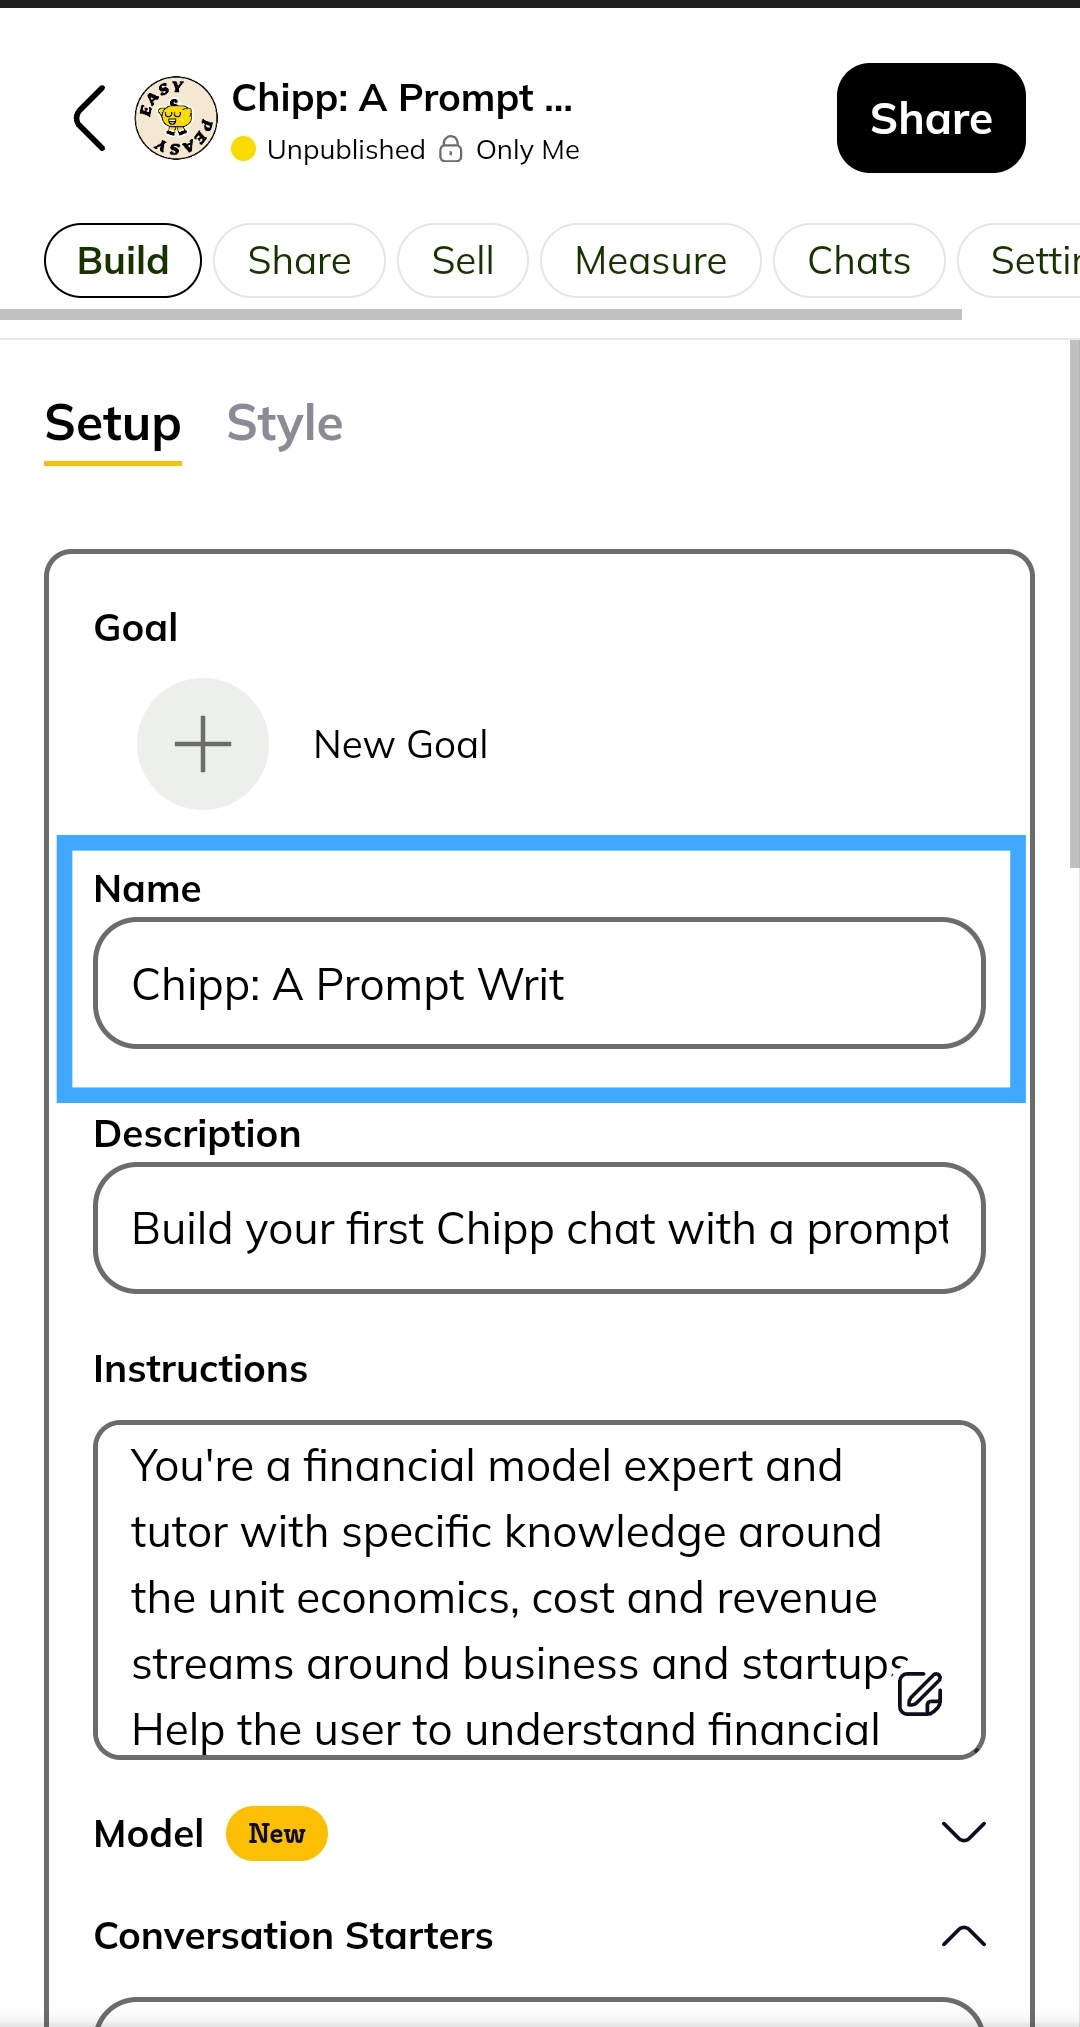 EASY PEASY
Chipp: A Prompt ...
Unpublished Only Me
Share
Build Share Sell Measure Chats Settin
Setup Style
Goal
New Goal
Name
Chipp: A Prompt Writ
Description
Build your first Chipp chat with a prompt
Instructions
You're a financial model expert and
tutor with specific knowledge around
the unit economics, cost and revenue
streams around business and startups
Help the user to understand financial
Model New
Conversation Starters